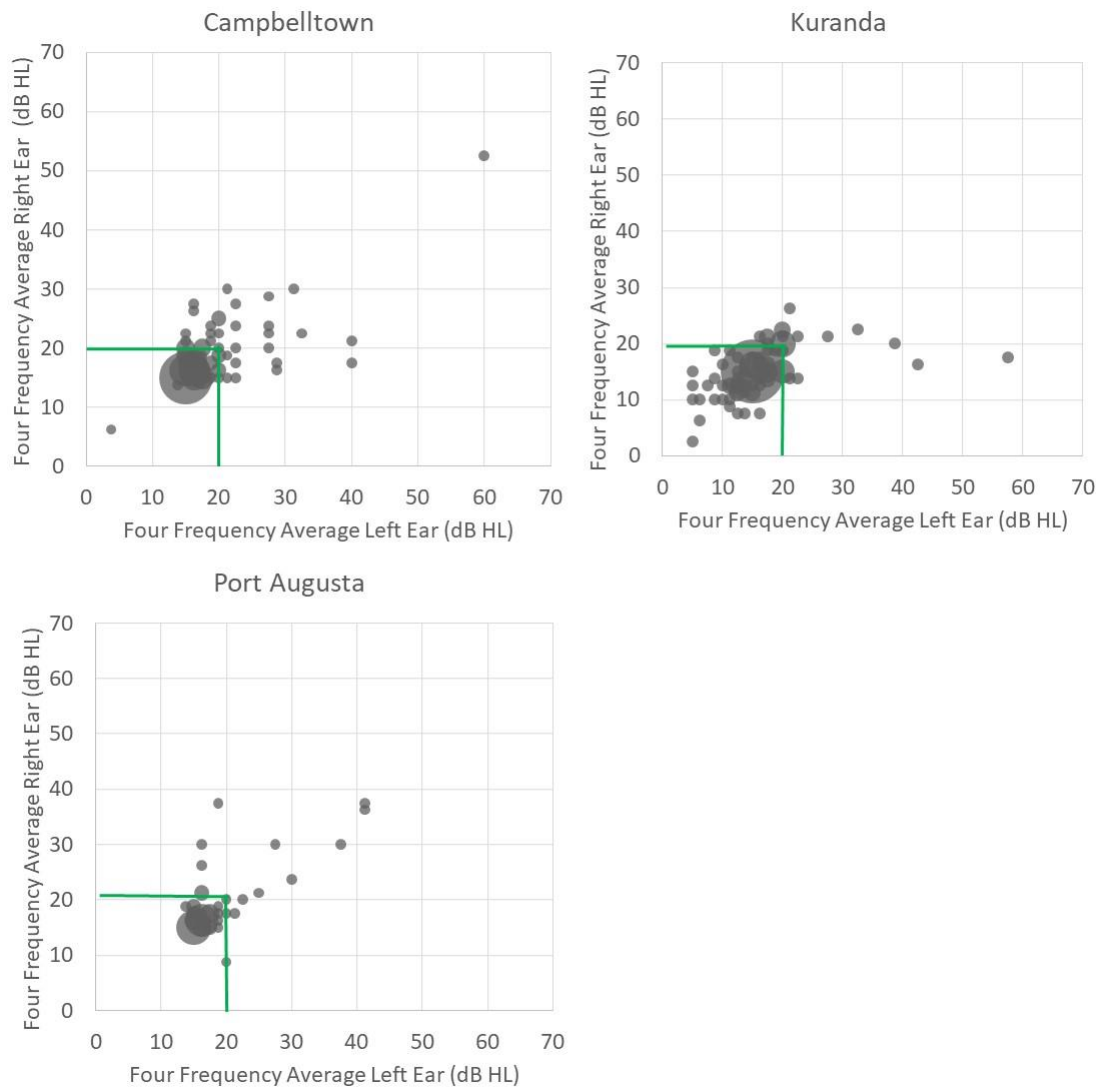 Campbelltown
Four Frequency Average Right Ear (dB HL)
70
60
50
40
30
20
10
0
0 10 20 30 40 50 60 70
Four Frequency Average Left Ear (dB HL)
Kuranda
Four Frequency Average Right Ear (dB HL)
70
60
50
40
30
20
10
0
0 10 20 30 40 50 60 70
Four Frequency Average Left Ear (dB HL)
Port Augusta
Four Frequency Average Right Ear (dB HL)
70
60
50
40
30
20
10
0
0 10 20 30 40 50 60 70
Four Frequency Average Left Ear (dB HL)